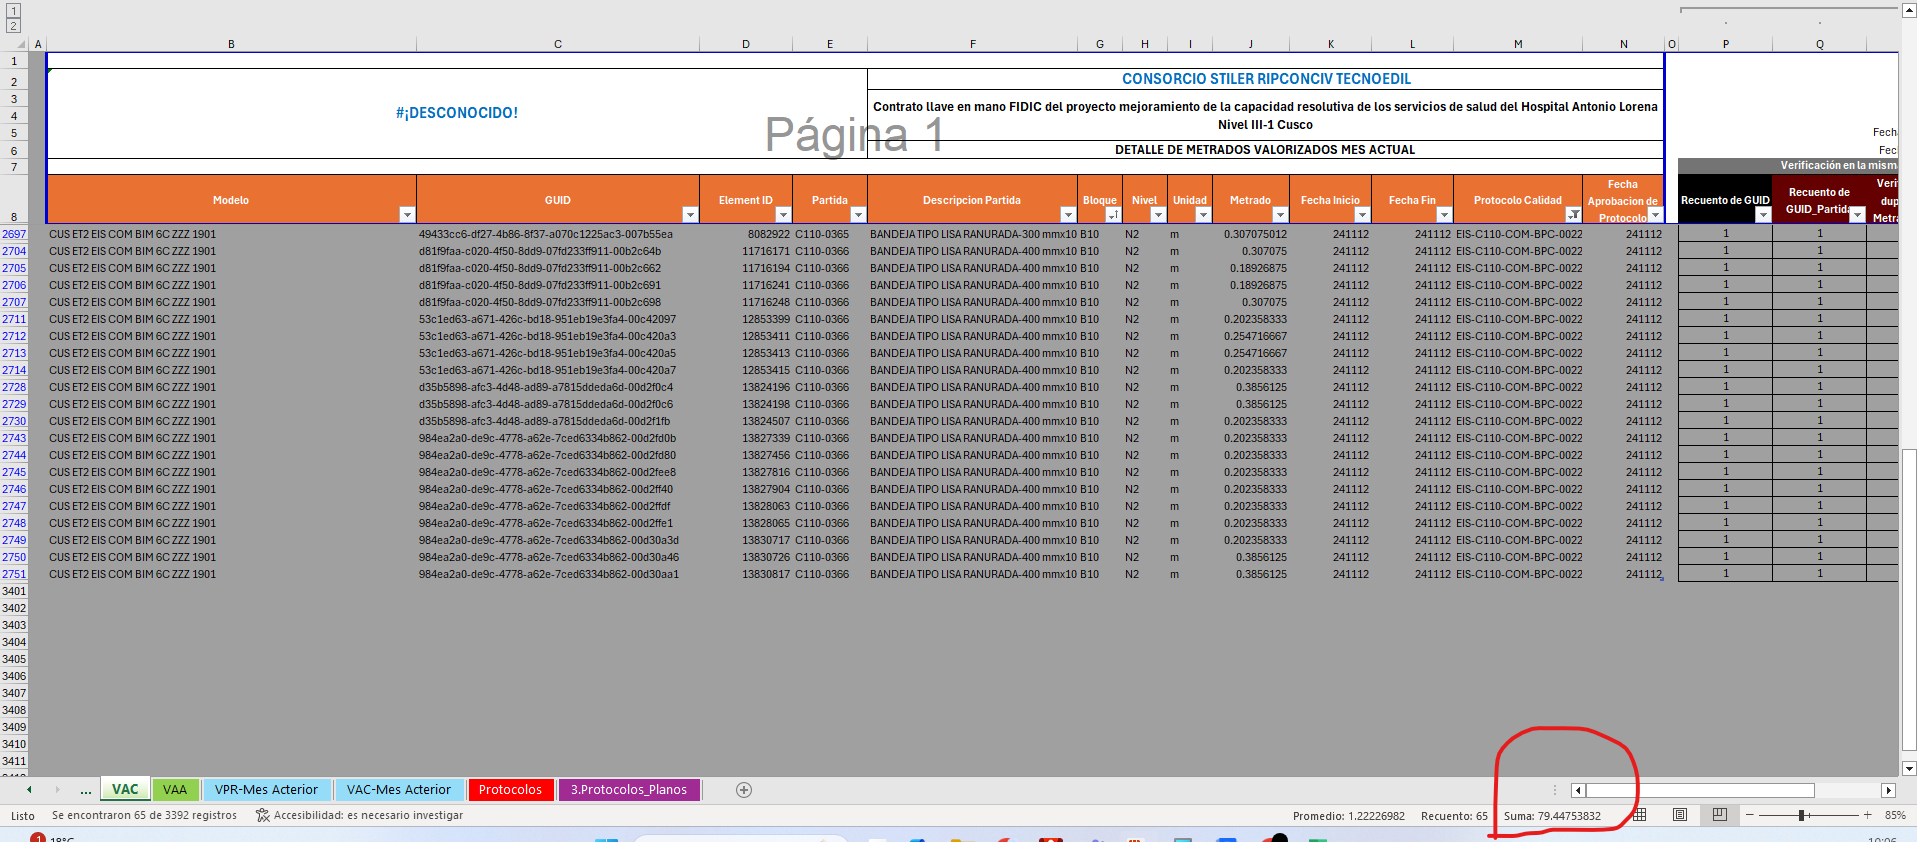 1
2
A B C D E F G H I J K L M N O P Q
1
2 CONSORCIO STILER RIPCONCIV TECNOEDIL
3
4 #¡DESCONOCIDO! Contrato llave en mano FIDIC del proyecto mejoramiento de la capacidad resolutiva de los servicios de salud del Hospital Antonio Lorena
5 Nivel III-1 Cusco Fecha
6 DETALLE DE METRADOS VALORIZADOS MES ACTUAL Fec
Página 1
7 Verificación en la mism
8 Modelo GUID Element ID Partida Descripcion Partida Bloque Nivel Unidad Metrado Fecha Inicio Fecha Fin Protocolo Calidad Fecha Aprobacion de Protocolo Recuento de GUID Recuento de GUID_Partida Veri dup Metra
2697 CUS ET2 EIS COM BIM 6C ZZZ 1901 49433cc6-df27-4b86-8f37-a070c1225ac3-007b55ea 8082922 C110-0365 BANDEJA TIPO LISA RANURADA-300 mmx10 B10 N2 m 0.307075012 241112 241112 EIS-C110-COM-BPC-0022 241112 1 1
2704 CUS ET2 EIS COM BIM 6C ZZZ 1901 d81f9faa-c020-4f50-8dd9-07fd233ff911-00b2c64b 11716171 C110-0366 BANDEJA TIPO LISA RANURADA-400 mmx10 B10 N2 m 0.307075 241112 241112 EIS-C110-COM-BPC-0022 241112 1 1
2705 CUS ET2 EIS COM BIM 6C ZZZ 1901 d81f9faa-c020-4f50-8dd9-07fd233ff911-00b2c662 11716194 C110-0366 BANDEJA TIPO LISA RANURADA-400 mmx10 B10 N2 m 0.18926875 241112 241112 EIS-C110-COM-BPC-0022 241112 1 1
2706 CUS ET2 EIS COM BIM 6C ZZZ 1901 d81f9faa-c020-4f50-8dd9-07fd233ff911-00b2c691 11716241 C110-0366 BANDEJA TIPO LISA RANURADA-400 mmx10 B10 N2 m 0.18926875 241112 241112 EIS-C110-COM-BPC-0022 241112 1 1
2707 CUS ET2 EIS COM BIM 6C ZZZ 1901 d81f9faa-c020-4f50-8dd9-07fd233ff911-00b2c698 11716248 C110-0366 BANDEJA TIPO LISA RANURADA-400 mmx10 B10 N2 m 0.307075 241112 241112 EIS-C110-COM-BPC-0022 241112 1 1
2711 CUS ET2 EIS COM BIM 6C ZZZ 1901 53c1ed63-a671-426c-bd18-951eb19e3fa4-00c42097 12853399 C110-0366 BANDEJA TIPO LISA RANURADA-400 mmx10 B10 N2 m 0.202358333 241112 241112 EIS-C110-COM-BPC-0022 241112 1 1
2712 CUS ET2 EIS COM BIM 6C ZZZ 1901 53c1ed63-a671-426c-bd18-951eb19e3fa4-00c420a3 12853411 C110-0366 BANDEJA TIPO LISA RANURADA-400 mmx10 B10 N2 m 0.254716667 241112 241112 EIS-C110-COM-BPC-0022 241112 1 1
2713 CUS ET2 EIS COM BIM 6C ZZZ 1901 53c1ed63-a671-426c-bd18-951eb19e3fa4-00c420a5 12853413 C110-0366 BANDEJA TIPO LISA RANURADA-400 mmx10 B10 N2 m 0.254716667 241112 241112 EIS-C110-COM-BPC-0022 241112 1 1
2714 CUS ET2 EIS COM BIM 6C ZZZ 1901 53c1ed63-a671-426c-bd18-951eb19e3fa4-00c420a7 12853415 C110-0366 BANDEJA TIPO LISA RANURADA-400 mmx10 B10 N2 m 0.202358333 241112 241112 EIS-C110-COM-BPC-0022 241112 1 1
2728 CUS ET2 EIS COM BIM 6C ZZZ 1901 d35b5898-afc3-4d48-ad89-a7815ddeda6d-00d2f0c4 13824196 C110-0366 BANDEJA TIPO LISA RANURADA-400 mmx10 B10 N2 m 0.3856125 241112 241112 EIS-C110-COM-BPC-0022 241112 1 1
2729 CUS ET2 EIS COM BIM 6C ZZZ 1901 d35b5898-afc3-4d48-ad89-a7815ddeda6d-00d2f0c6 13824198 C110-0366 BANDEJA TIPO LISA RANURADA-400 mmx10 B10 N2 m 0.3856125 241112 241112 EIS-C110-COM-BPC-0022 241112 1 1
2730 CUS ET2 EIS COM BIM 6C ZZZ 1901 d35b5898-afc3-4d48-ad89-a7815ddeda6d-00d2f1fb 13824507 C110-0366 BANDEJA TIPO LISA RANURADA-400 mmx10 B10 N2 m 0.3856125 241112 241112 EIS-C110-COM-BPC-0022 241112 1 1
2743 CUS ET2 EIS COM BIM 6C ZZZ 1901 984ea2a0-de9c-4778-a62e-7ced6334b862-00d2fd0b 13827339 C110-0366 BANDEJA TIPO LISA RANURADA-400 mmx10 B10 N2 m 0.202358333 241112 241112 EIS-C110-COM-BPC-0022 241112 1 1
2744 CUS ET2 EIS COM BIM 6C ZZZ 1901 984ea2a0-de9c-4778-a62e-7ced6334b862-00d2fd80 13827456 C110-0366 BANDEJA TIPO LISA RANURADA-400 mmx10 B10 N2 m 0.202358333 241112 241112 EIS-C110-COM-BPC-0022 241112 1 1
2745 CUS ET2 EIS COM BIM 6C ZZZ 1901 984ea2a0-de9c-4778-a62e-7ced6334b862-00d2fee8 13827816 C110-0366 BANDEJA TIPO LISA RANURADA-400 mmx10 B10 N2 m 0.202358333 241112 241112 EIS-C110-COM-BPC-0022 241112 1 1
2746 CUS ET2 EIS COM BIM 6C ZZZ 1901 984ea2a0-de9c-4778-a62e-7ced6334b862-00d2ff40 13827904 C110-0366 BANDEJA TIPO LISA RANURADA-400 mmx10 B10 N2 m 0.202358333 241112 241112 EIS-C110-COM-BPC-0022 241112 1 1
2747 CUS ET2 EIS COM BIM 6C ZZZ 1901 984ea2a0-de9c-4778-a62e-7ced6334b862-00d2ffdf 13828063 C110-0366 BANDEJA TIPO LISA RANURADA-400 mmx10 B10 N2 m 0.202358333 241112 241112 EIS-C110-COM-BPC-0022 241112 1 1
2748 CUS ET2 EIS COM BIM 6C ZZZ 1901 984ea2a0-de9c-4778-a62e-7ced6334b862-00d2ffe1 13828065 C110-0366 BANDEJA TIPO LISA RANURADA-400 mmx10 B10 N2 m 0.202358333 241112 241112 EIS-C110-COM-BPC-0022 241112 1 1
2749 CUS ET2 EIS COM BIM 6C ZZZ 1901 984ea2a0-de9c-4778-a62e-7ced6334b862-00d30a3d 13830717 C110-0366 BANDEJA TIPO LISA RANURADA-400 mmx10 B10 N2 m 0.202358333 241112 241112 EIS-C110-COM-BPC-0022 241112 1 1
2750 CUS ET2 EIS COM BIM 6C ZZZ 1901 984ea2a0-de9c-4778-a62e-7ced6334b862-00d30a46 13830726 C110-0366 BANDEJA TIPO LISA RANURADA-400 mmx10 B10 N2 m 0.3856125 241112 241112 EIS-C110-COM-BPC-0022 241112 1 1
2751 CUS ET2 EIS COM BIM 6C ZZZ 1901 984ea2a0-de9c-4778-a62e-7ced6334b862-00d30aa1 13830817 C110-0366 BANDEJA TIPO LISA RANURADA-400 mmx10 B10 N2 m 0.3856125 241112 241112 EIS-C110-COM-BPC-0022 241112 1 1
3401
3402
3403
3404
3405
3406
3407
3408
3409
3410
3411
... VAC VAA VPR-Mes Acterior VAC-Mes Acterior Protocolos 3.Protocolos_Planos
Listo Se encontraron 65 de 3392 registros Accesibilidad: es necesario investigar Promedio: 1.22226982 Recuento: 65 Suma: 79.44753832 85%
1 18°C